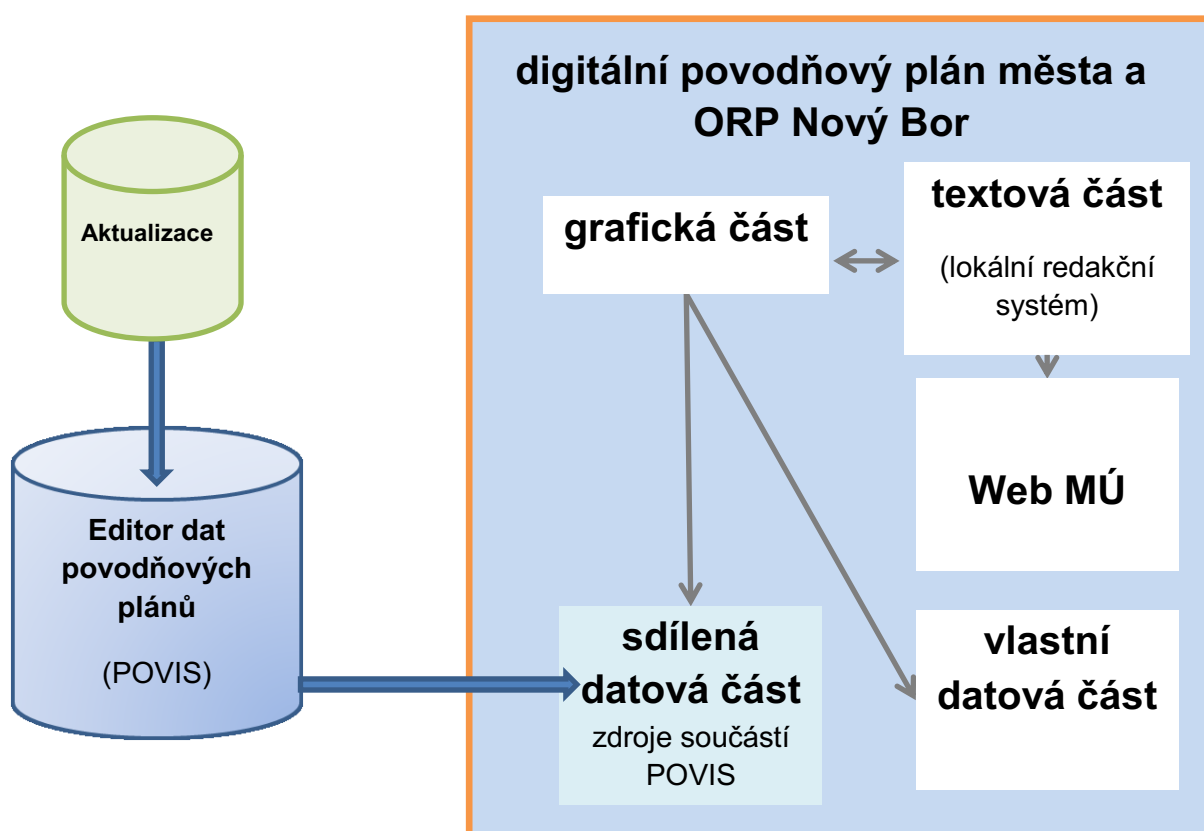 digitální povodňový plán města a
ORP Nový Bor
Aktualizace
grafická část
textová část
(lokální redakční
systém)
Web MÚ
Editor dat
povodňových
plánů
(POVIS)
sdílená
datová část
zdroje součástí
POVIS
vlastní
datová část